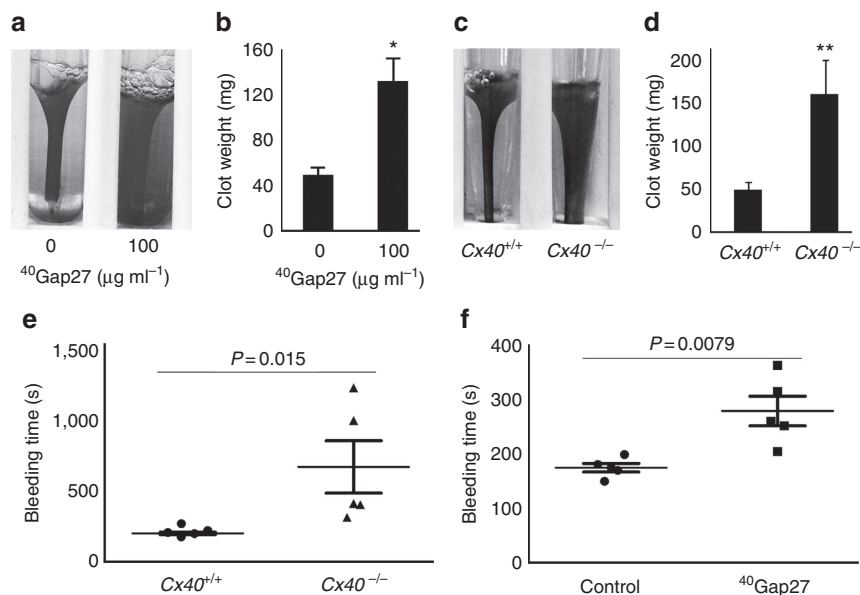 a
0
100
⁴⁰Gap27 (μg ml⁻¹)
b
Clot weight (mg)
160
120
80
40
0
*
0
100
⁴⁰Gap27 (μg ml⁻¹)
c
Cx40⁺/⁺
Cx40⁻/⁻
d
Clot weight (mg)
200
150
100
50
0
**
Cx40⁺/⁺
Cx40⁻/⁻
e
Bleeding time (s)
1,500
1,000
500
0
P = 0.015
Cx40⁺/⁺
Cx40⁻/⁻
f
Bleeding time (s)
400
300
200
100
0
P = 0.0079
Control
⁴⁰Gap27